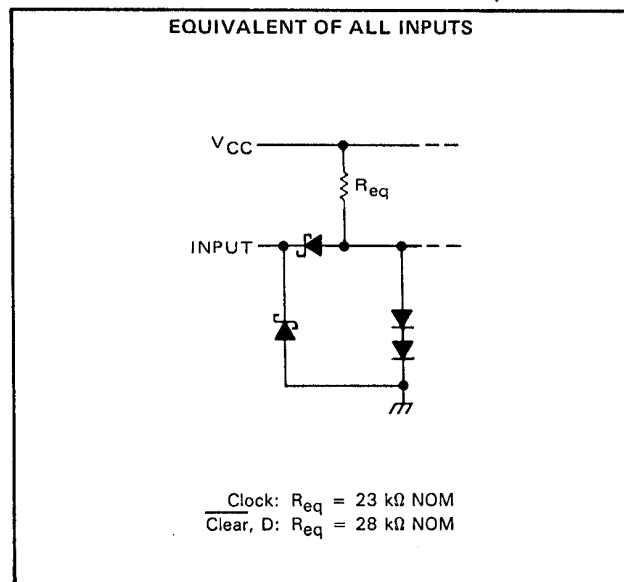 EQUIVALENT OF ALL INPUTS
VCC
Req
INPUT
Clock: Req = 23 kΩ NOM
Clear, D: Req = 28 kΩ NOM